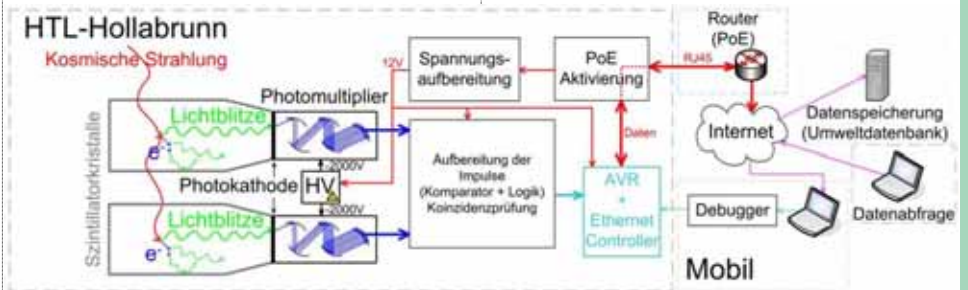 HTL-Hollabrunn
Kosmische Strahlung
Szintillatorkristalle
Lichtblitze
e-
Photomultiplier
Photokathode
~2000V
HV
~2000V
Lichtblitze
e-
12V
Spannungs-
aufbereitung
PoE
Aktivierung
Aufbereitung der
Impulse
(Komparator + Logik)
Koinzidenzprüfung
Daten
AVR
+
Ethernet
Controller
RJ45
Router
(PoE)
Internet
Datenspeicherung
(Umweltdatenbank)
Debugger
Datenabfrage
Mobil